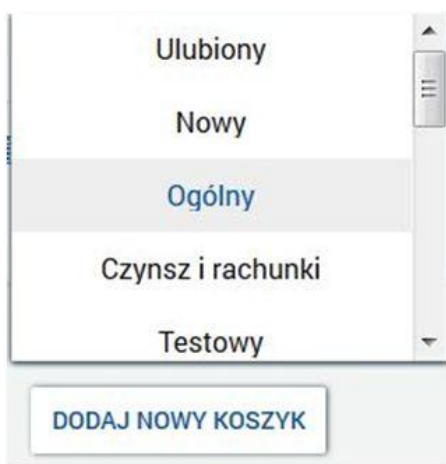 Ulubiony
Nowy
Ogólny
Czynsz i rachunki
Testowy
DODAJ NOWY KOSZYK